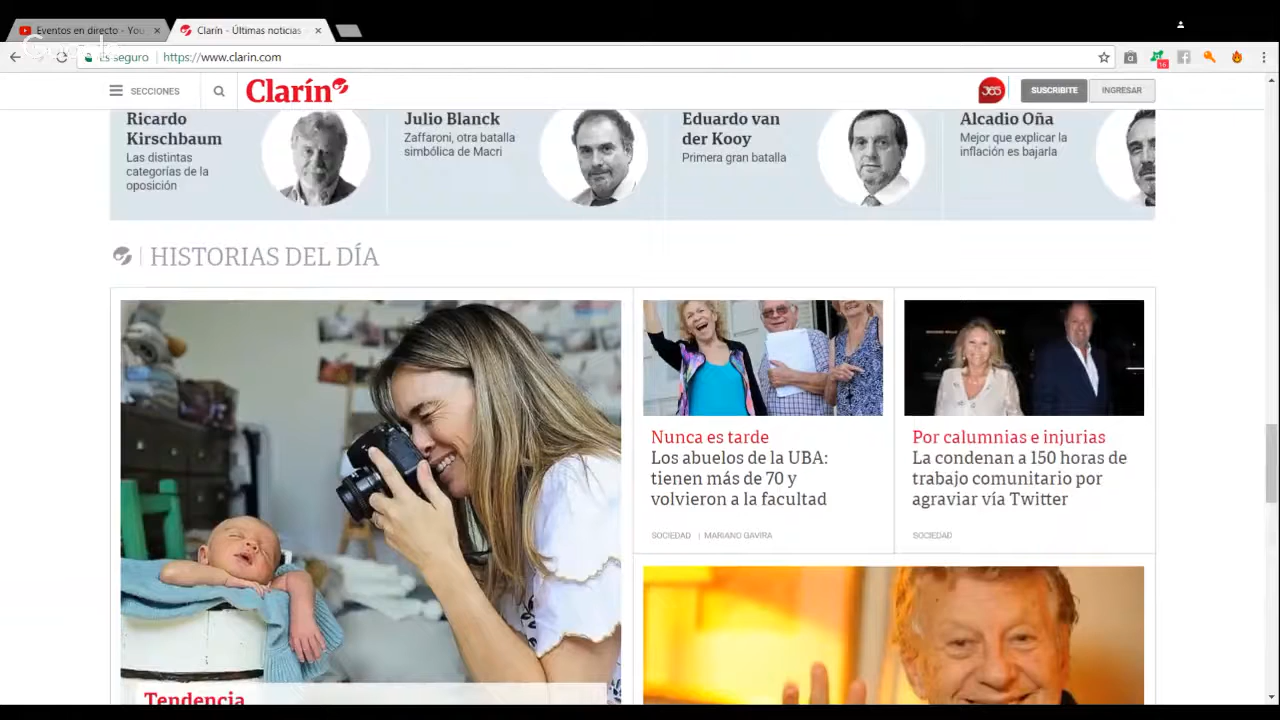 Eventos en directo - You
Clarín - Últimas noticias
Es seguro
https://www.clarin.com
16
SECCIONES
Clarín
365
SUSCRIBITE
INGRESAR
Ricardo
Kirschbaum
Las distintas
categorías de la
oposición
Julio Blanck
Zaffaroni, otra batalla
simbólica de Macri
Eduardo van
der Kooy
Primera gran batalla
Alcadio Oña
Mejor que explicar la
inflación es bajarla
HISTORIAS DEL DÍA
Nunca es tarde
Los abuelos de la UBA:
tienen más de 70 y
volvieron a la facultad
SOCIEDAD | MARIANO GAVIRA
Por calumnias e injurias
La condenan a 150 horas de
trabajo comunitario por
agraviar vía Twitter
SOCIEDAD
Tendencia